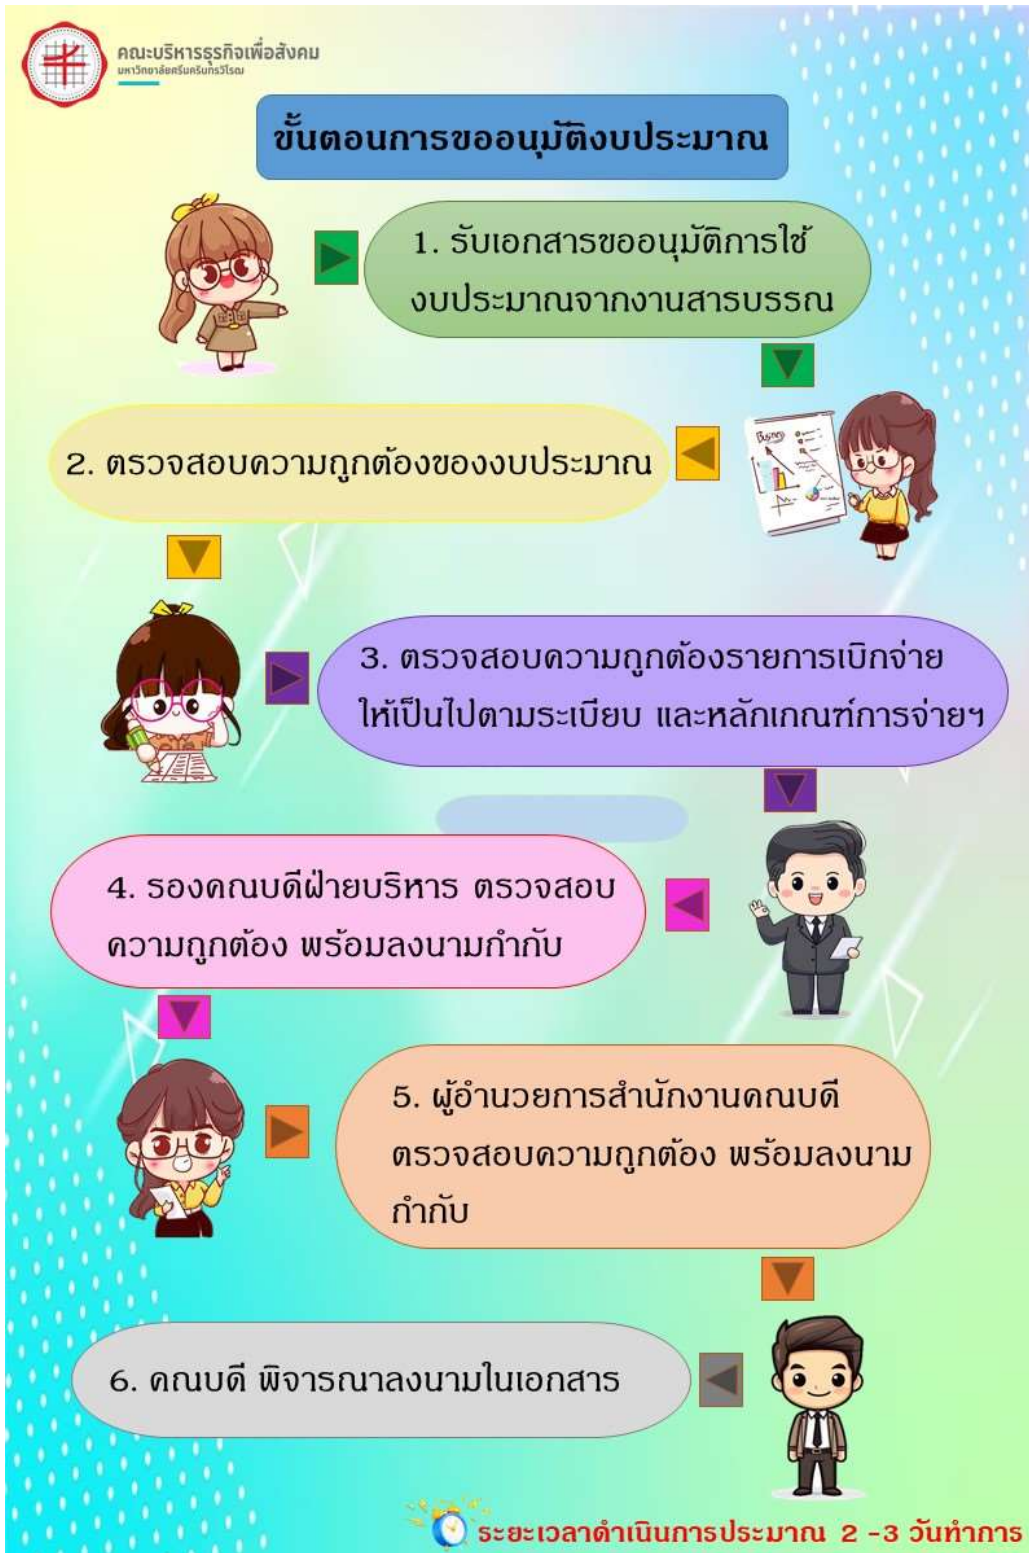 คณะบริหารธุรกิจเพื่อสังคม
มหาวิทยาลัยศรีนครินทรวิโรฒ
ขั้นตอนการขออนุมัติงบประมาณ
1. รับเอกสารขออนุมัติการใช้
งบประมาณจากงานสารบรรณ
Business
2. ตรวจสอบความถูกต้องของงบประมาณ
3. ตรวจสอบความถูกต้องรายการเบิกจ่าย
ให้เป็นไปตามระเบียบ และหลักเกณฑ์การจ่ายฯ
4. รองคณบดีฝ่ายบริหาร ตรวจสอบ
ความถูกต้อง พร้อมลงนามกำกับ
5. ผู้อำนวยการสำนักงานคณบดี
ตรวจสอบความถูกต้อง พร้อมลงนาม
กำกับ
6. คณบดี พิจารณาลงนามในเอกสาร
ระยะเวลาดำเนินการประมาณ 2 -3 วันทำการ